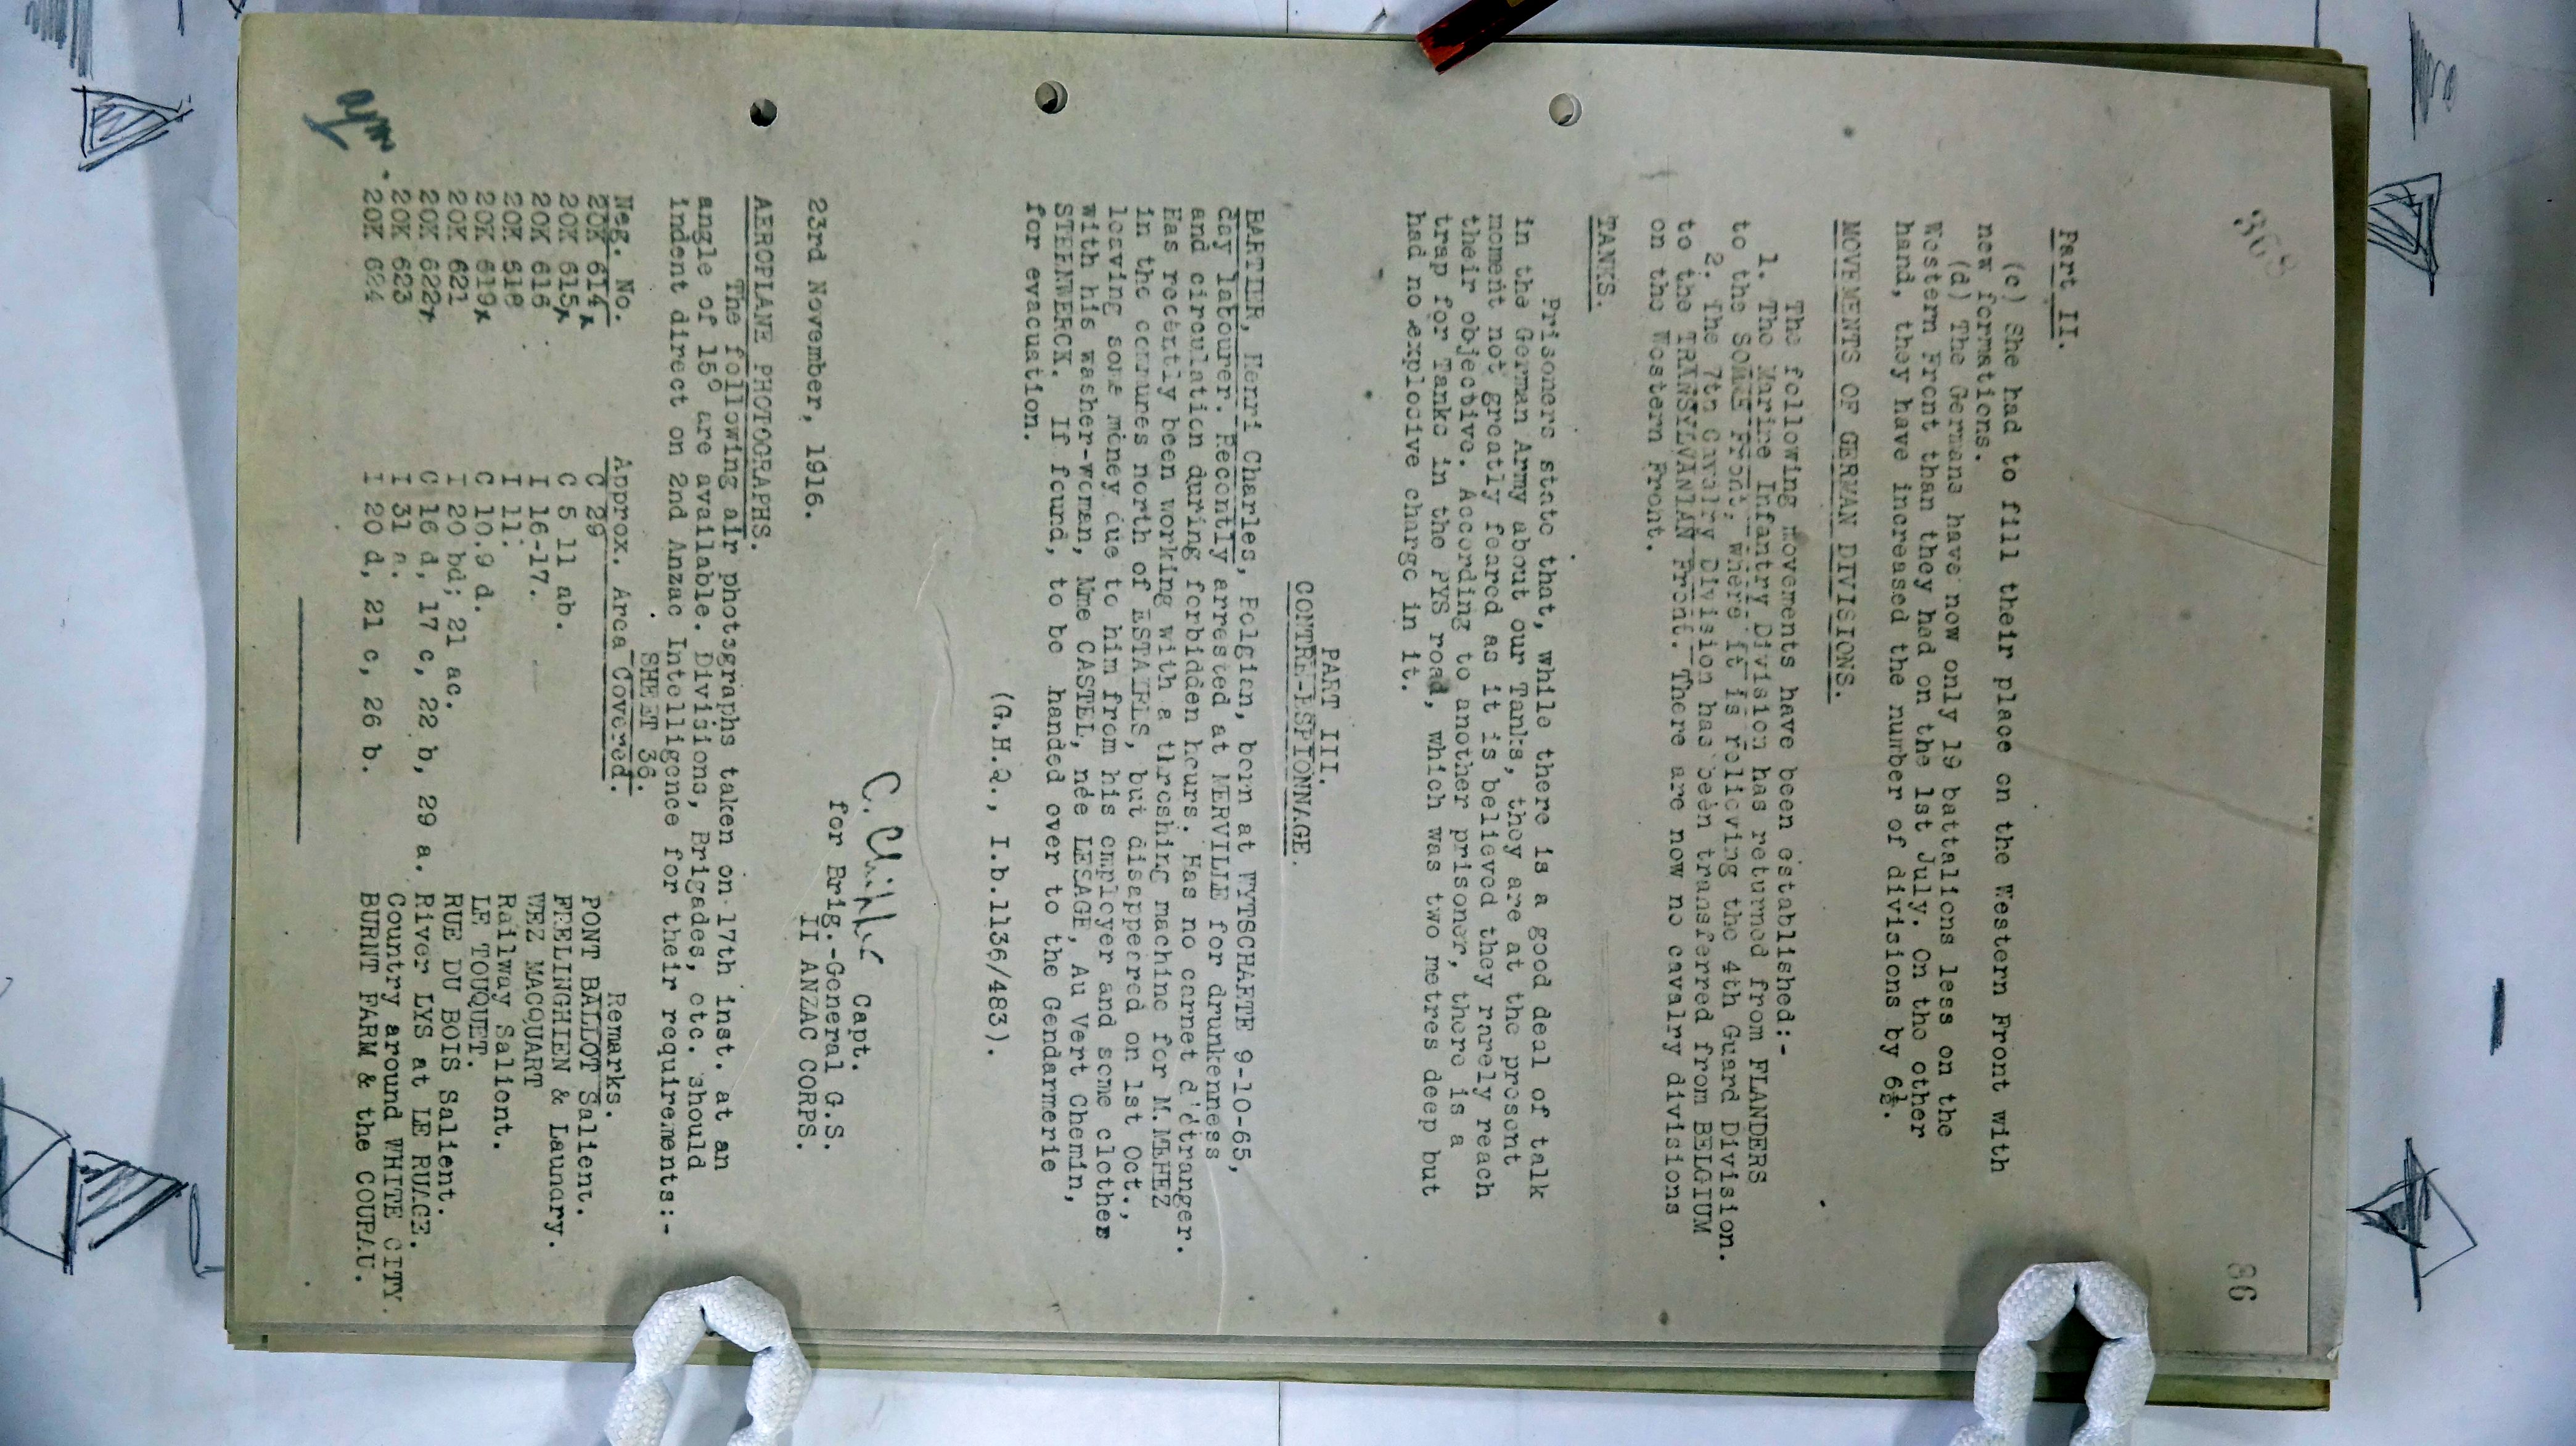 368
86
Part II.
(c) She had to fill their place on the Western Front with
new formations.
(d) The Germans have now only 19 battalions less on the
Western Front than they had on the 1st July. On the other
hand, they have increased the number of divisions by 6½.
MOVEMENTS OF GERMAN DIVISIONS.
The following movements have been established:-
1. The Marine Infantry Division has returned from FLANDERS
to the SOMME Front, where it is relieving the 4th Guard Division.
2. The 7th Cavalry Division has been transferred from BELGIUM
to the TRANSYLVANIAN Front. There are now no cavalry divisions
on the Western Front.
TANKS.
Prisoners state that, while there is a good deal of talk
in the German Army about our Tanks, they are at the present
moment not greatly feared as it is believed they rarely reach
their objective. According to another prisoner, there is a
trap for Tanks in the PYS road, which was two metres deep but
had no explosive charge in it.
PART III.
CONTRE-ESPIONNAGE.
BARTIER, Henri Charles, Belgian, born at WYTSCHAETE 9-10-65,
day labourer. Recently arrested at MERVILLE for drunkenness
and circulation during forbidden hours. Has no carnet d'étranger.
Has recently been working with a threshing machine for M. MEHEZ
in the communes north of ESTAIRES, but disappeared on 1st Oct.,
leaving some money due to him from his employer and some clothes
with his washer-woman, Mme CASTEL, née LESAGE, Au Vert Chemin,
STEENWERCK. If found, to be handed over to the Gendarmerie
for evacuation.
(G.H.Q., I.b.1136/483).
Capt.
for Brig.-General G.S.
23rd November, 1916. II ANZAC CORPS.
AEROPLANE PHOTOGRAPHS.
The following air photographs taken on 17th inst. at an
angle of 15° are available. Divisions, Brigades, etc. should
indent direct on 2nd Anzac Intelligence for their requirements:-
SHEET 36.
Neg. No. Approx. Area Covered. Remarks.
20K 614x C 29 PONT BALLOT Salient.
20K 615x C 5 11 ab. FRELINGHIEN & Laundry.
20K 616 I 16-17. WEZ MACQUART
20K 618 I 11. Railway Salient.
20K 619x C 10.9 d. LE TOUQUET.
20K 621 I 20 bd; 21 ac. RUE DU BOIS Salient.
20K 622x C 16 d, 17 c, 22 b, 29 a. River LYS at LE RUAGE.
20K 623 I 31 a. Country around WHITE CITY.
20K 624 I 20 d, 21 c, 26 b. BURNT FARM & the COURAU.